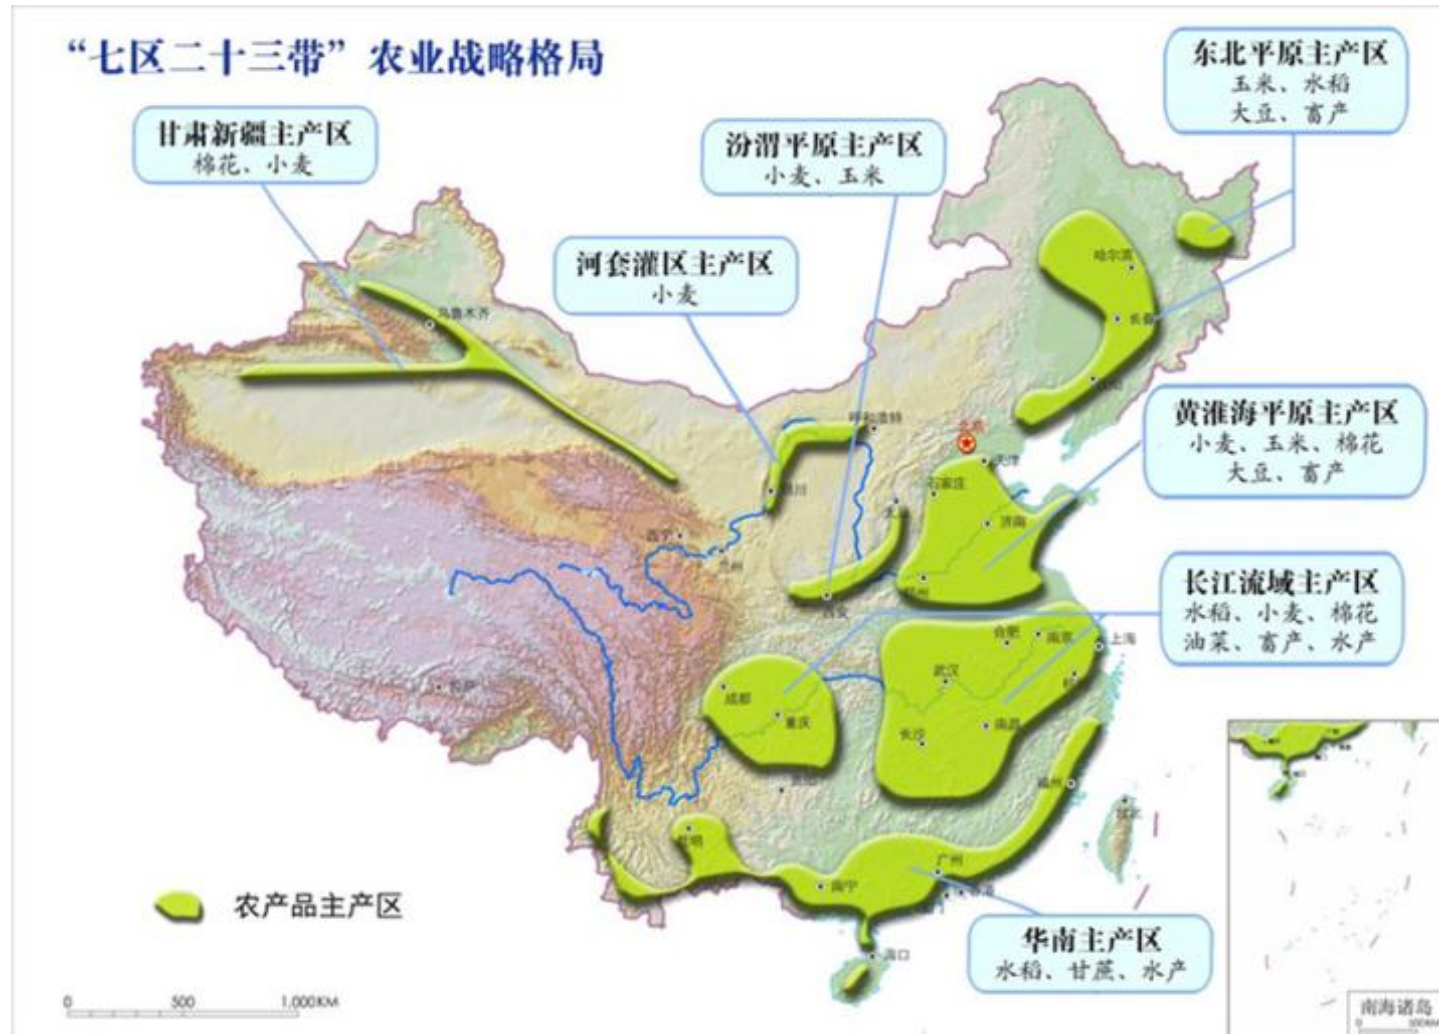 “七区二十三带”农业战略格局
东北平原主产区
玉米、水稻
大豆、畜产
甘肃新疆主产区
棉花、小麦
汾渭平原主产区
小麦、玉米
河套灌区主产区
小麦
黄淮海平原主产区
小麦、玉米、棉花
大豆、畜产
长江流域主产区
水稻、小麦、棉花
油菜、畜产、水产
华南主产区
水稻、甘蔗、水产
哈尔滨
长春
乌鲁木齐
呼和浩特
北京
天津
石家庄
银川
济南
西宁
兰州
郑州
西安
合肥
南京
上海
武汉
成都
重庆
长沙
南昌
福州
昆明
广州
南宁
海口
农产品主产区
0
500
1,000KM
南海诸岛
0